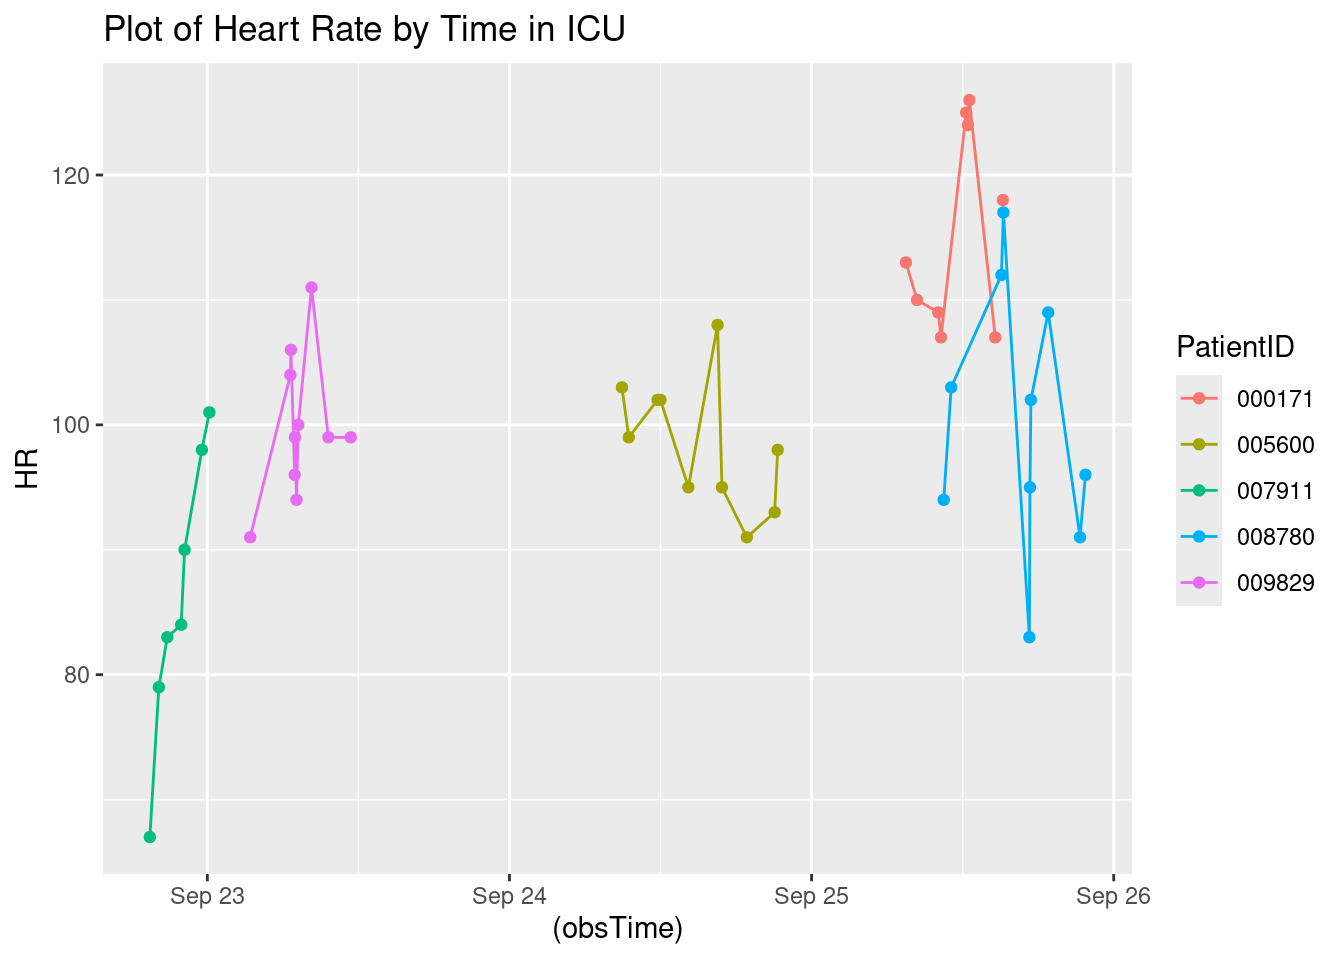 Plot of Heart Rate by Time in ICU
120
100
80
HR
Sep 23
Sep 24
Sep 25
Sep 26
(obsTime)
PatientID
000171
005600
007911
008780
009829